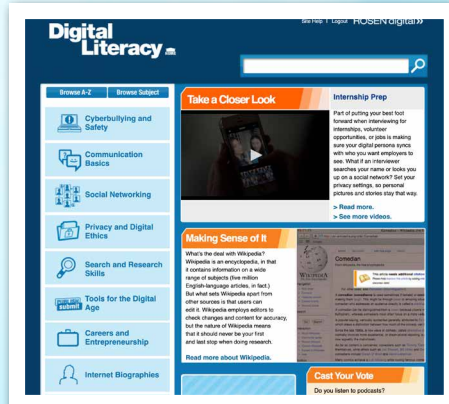 Site Help | Logout ROSEN digital»
Digital
Literacy
Browse A-Z Browse Subject
Cyberbullying and
Safety
Communication
Basics
Social Networking
Privacy and Digital
Ethics
Search and Research
Skills
submit
Tools for the Digital
Age
Careers and
Entrepreneurship
Internet Biographies
Take a Closer Look
Internship Prep
Part of putting your best foot
forward when interviewing for
internships, volunteer
opportunities, or jobs is making
sure your digital persona syncs
with who you want employers to
see. What if an interviewer
searches your name or looks you
up on a social network? Set your
privacy settings, so personal
pictures and stories stay that way.
> Read more.
> See more videos.
Making Sense of It
What's the deal with Wikipedia?
Wikipedia is an encyclopedia, in that
it contains information on a wide
range of subjects (five million
English-language articles, in fact.)
But what sets Wikipedia apart from
other sources is that users can
edit it. Wikipedia employs editors to
check changes and content for accuracy,
but the nature of Wikipedia means
that it should never be your first
and last stop when doing research.
Read more about Wikipedia.
WIKIPEDIA
Comedian
Cast Your Vote
Do you listen to podcasts?